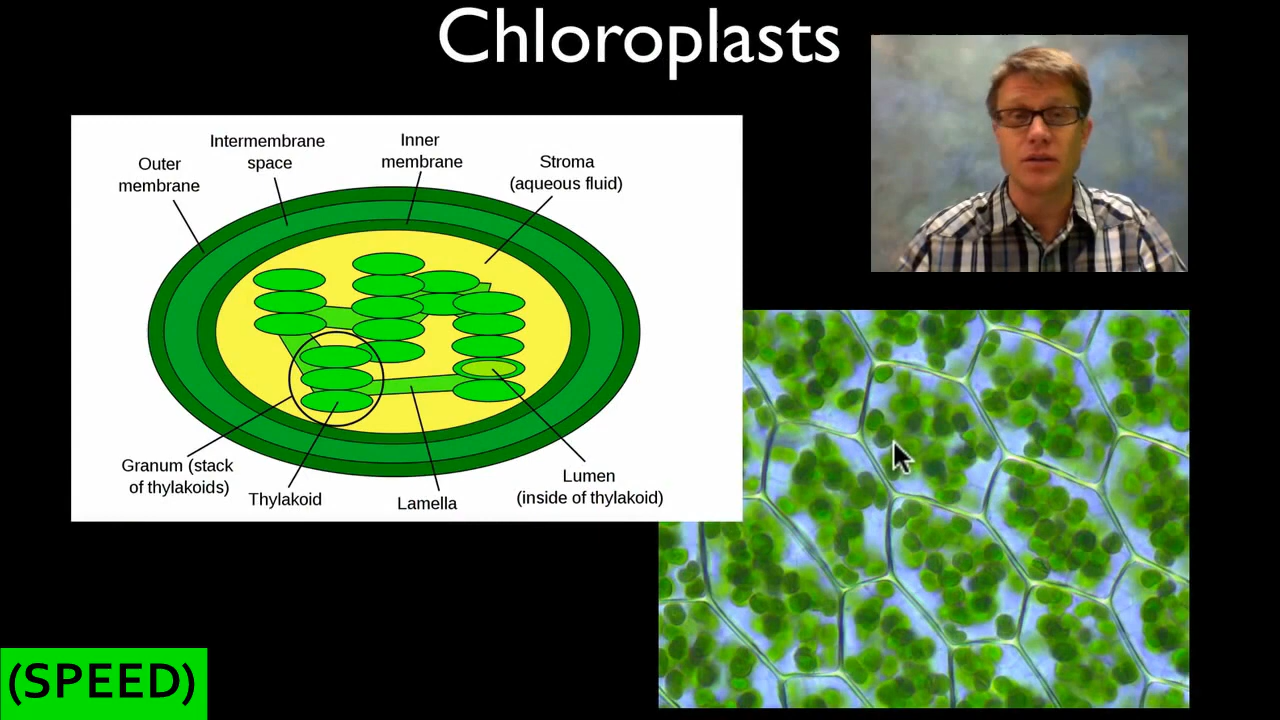 Chloroplasts
Intermembrane
space
Inner
membrane
Outer
membrane
Stroma
(aqueous fluid)
Granum (stack
of thylakoids)
Thylakoid
Lamella
Lumen
(inside of thylakoid)
(SPEED)